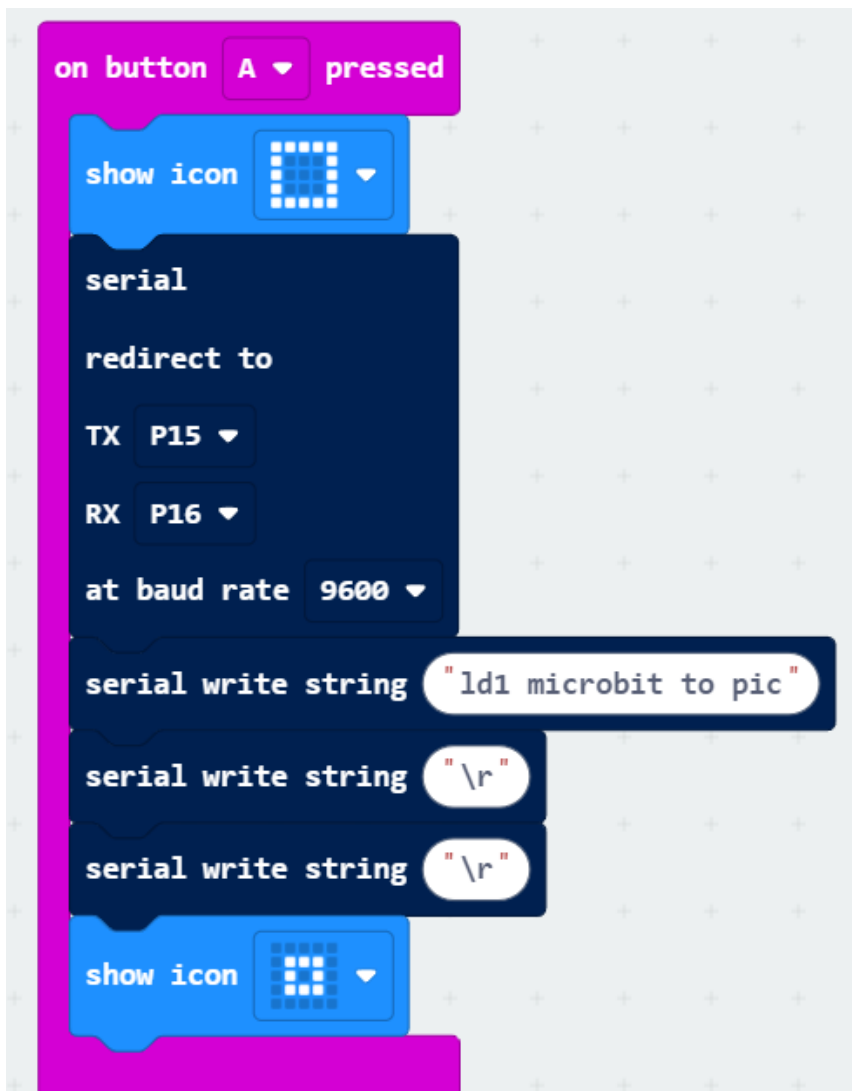 on button A pressed
show icon
serial
redirect to
TX P15
RX P16
at baud rate 9600
serial write string "ld1 microbit to pic"
serial write string "\r"
serial write string "\r"
show icon